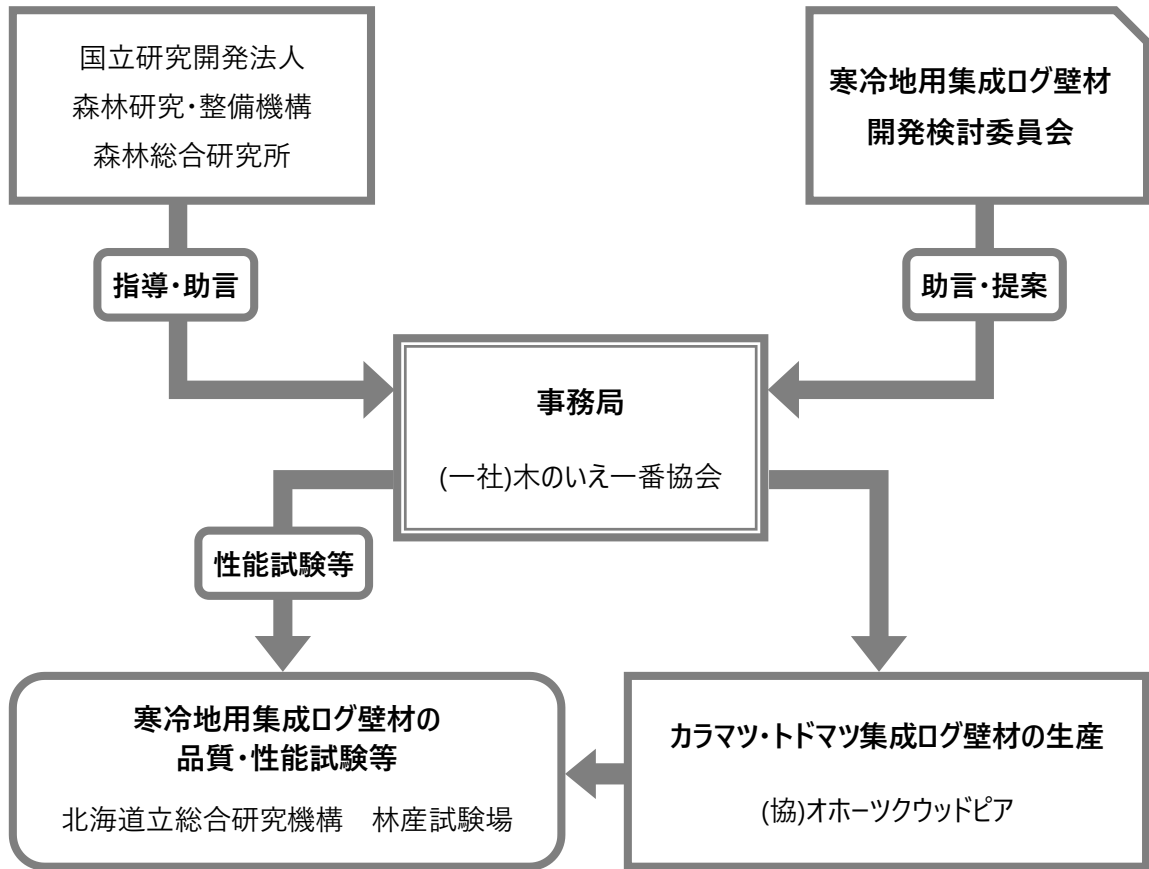 国立研究開発法人
森林研究・整備機構
森林総合研究所
寒冷地用集成ログ壁材
開発検討委員会
指導・助言
助言・提案
事務局
(一社)木のいえ一番協会
性能試験等
寒冷地用集成ログ壁材の
品質・性能試験等
北海道立総合研究機構　林産試験場
カラマツ・トドマツ集成ログ壁材の生産
(協)オホーツクウッドピア